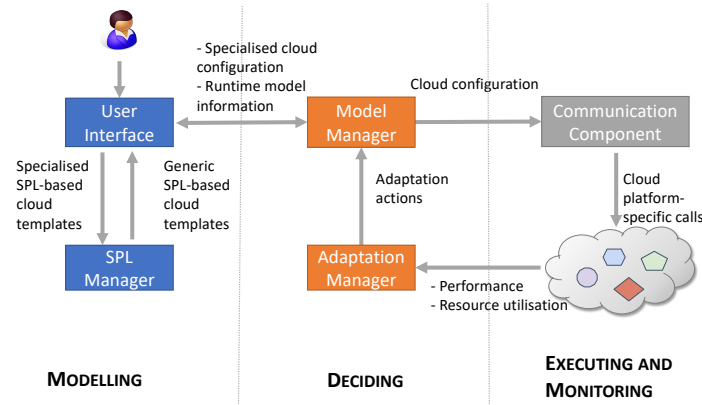 - Specialised cloud
configuration
- Runtime model
information
User
Interface
Model
Manager
Cloud configuration
Communication
Component
Specialised
SPL-based
cloud
templates
Generic
SPL-based
cloud
templates
Adaptation
actions
Cloud
platform-
specific calls
SPL
Manager
Adaptation
Manager
- Performance
- Resource utilisation
MODELLING
DECIDING
EXECUTING AND
MONITORING